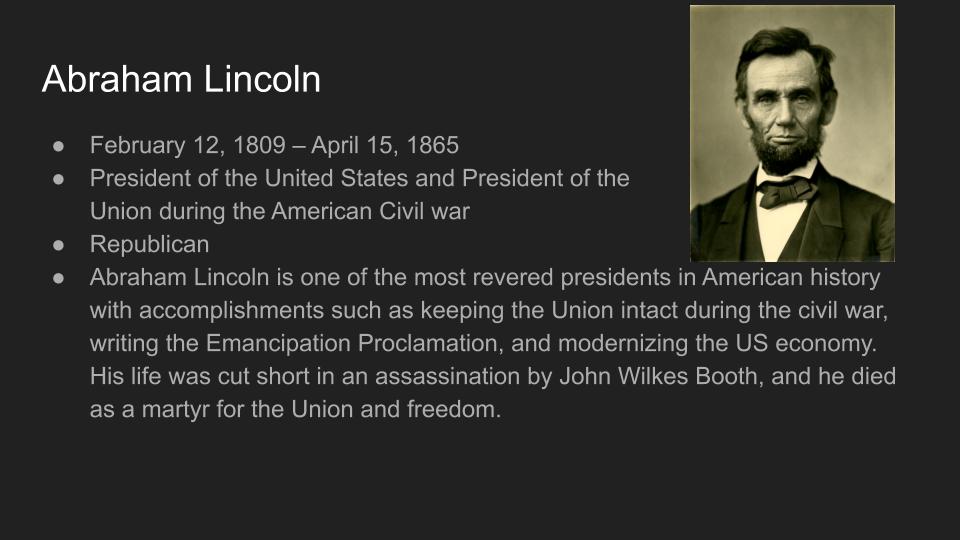 Abraham Lincoln
● February 12, 1809 – April 15, 1865
● President of the United States and President of the
Union during the American Civil war
● Republican
● Abraham Lincoln is one of the most revered presidents in American history
with accomplishments such as keeping the Union intact during the civil war,
writing the Emancipation Proclamation, and modernizing the US economy.
His life was cut short in an assassination by John Wilkes Booth, and he died
as a martyr for the Union and freedom.